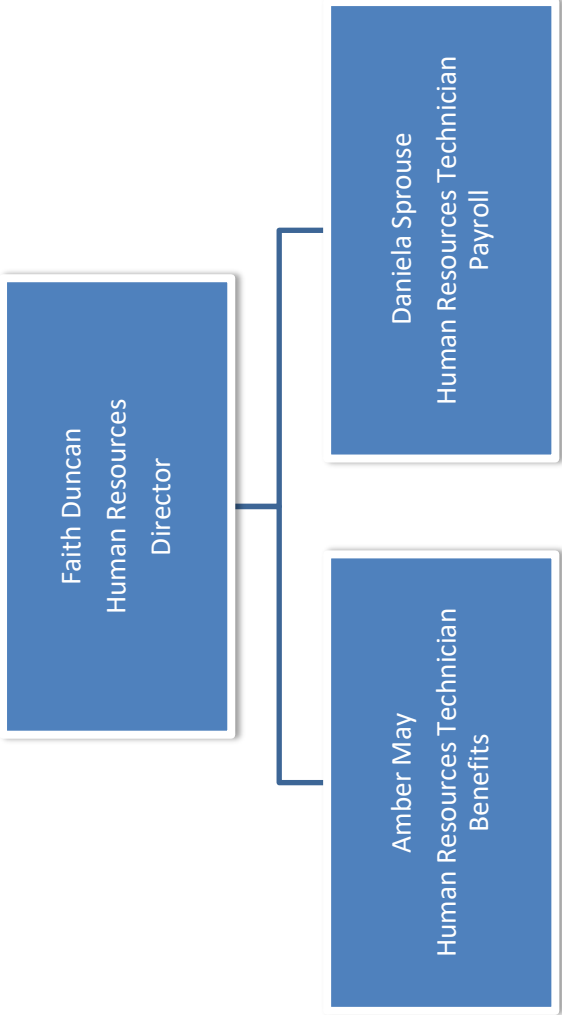 Faith Duncan
Human Resources
Director
Amber May
Human Resources Technician
Benefits
Daniela Sprouse
Human Resources Technician
Payroll